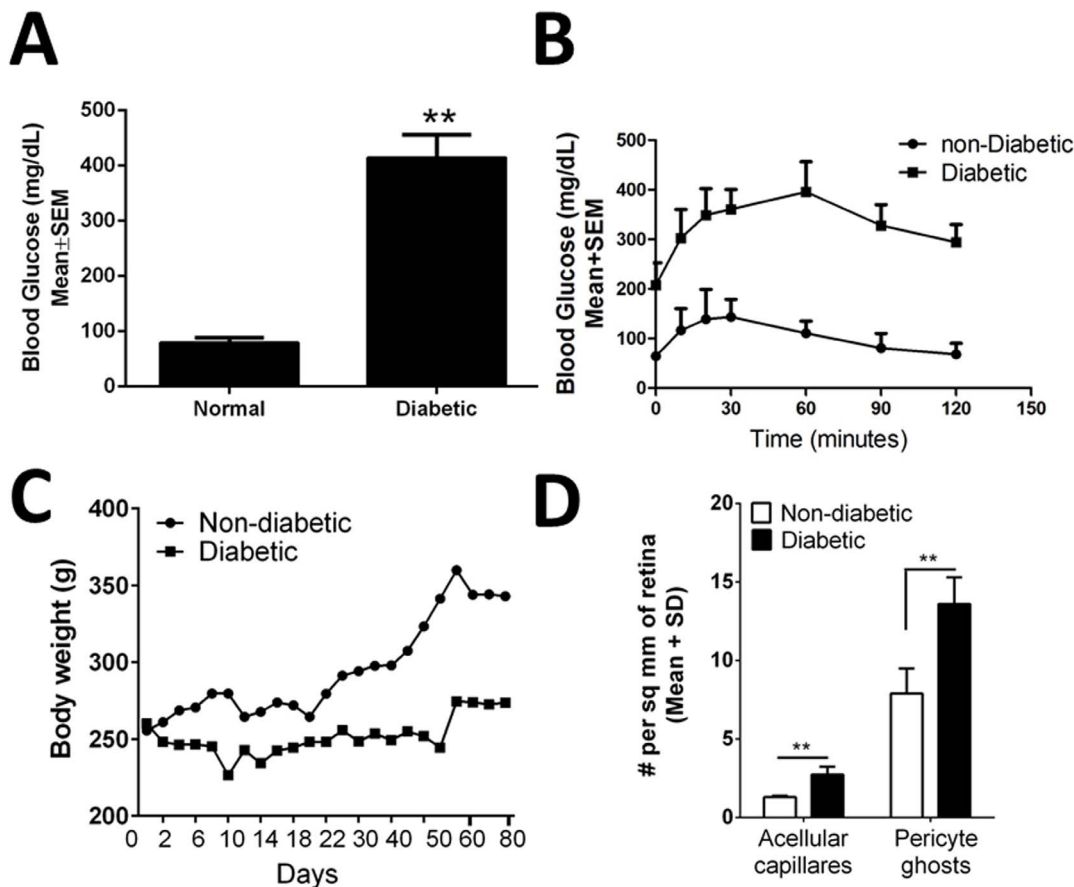 A
Blood Glucose (mg/dL)
Mean±SEM
500
400
300
200
100
0
**
Normal
Diabetic
B
Blood Glucose (mg/dL)
Mean+SEM
500
400
300
200
100
0
non-Diabetic
Diabetic
0 30 60 90 120 150
Time (minutes)
C
Body weight (g)
400
350
300
250
200
Non-diabetic
Diabetic
0 2 6 10 14 18 22 30 40 50 60 80
Days
D
# per sq mm of retina
(Mean + SD)
20
15
10
5
0
Non-diabetic
Diabetic
**
**
Acellular
capillares
Pericyte
ghosts